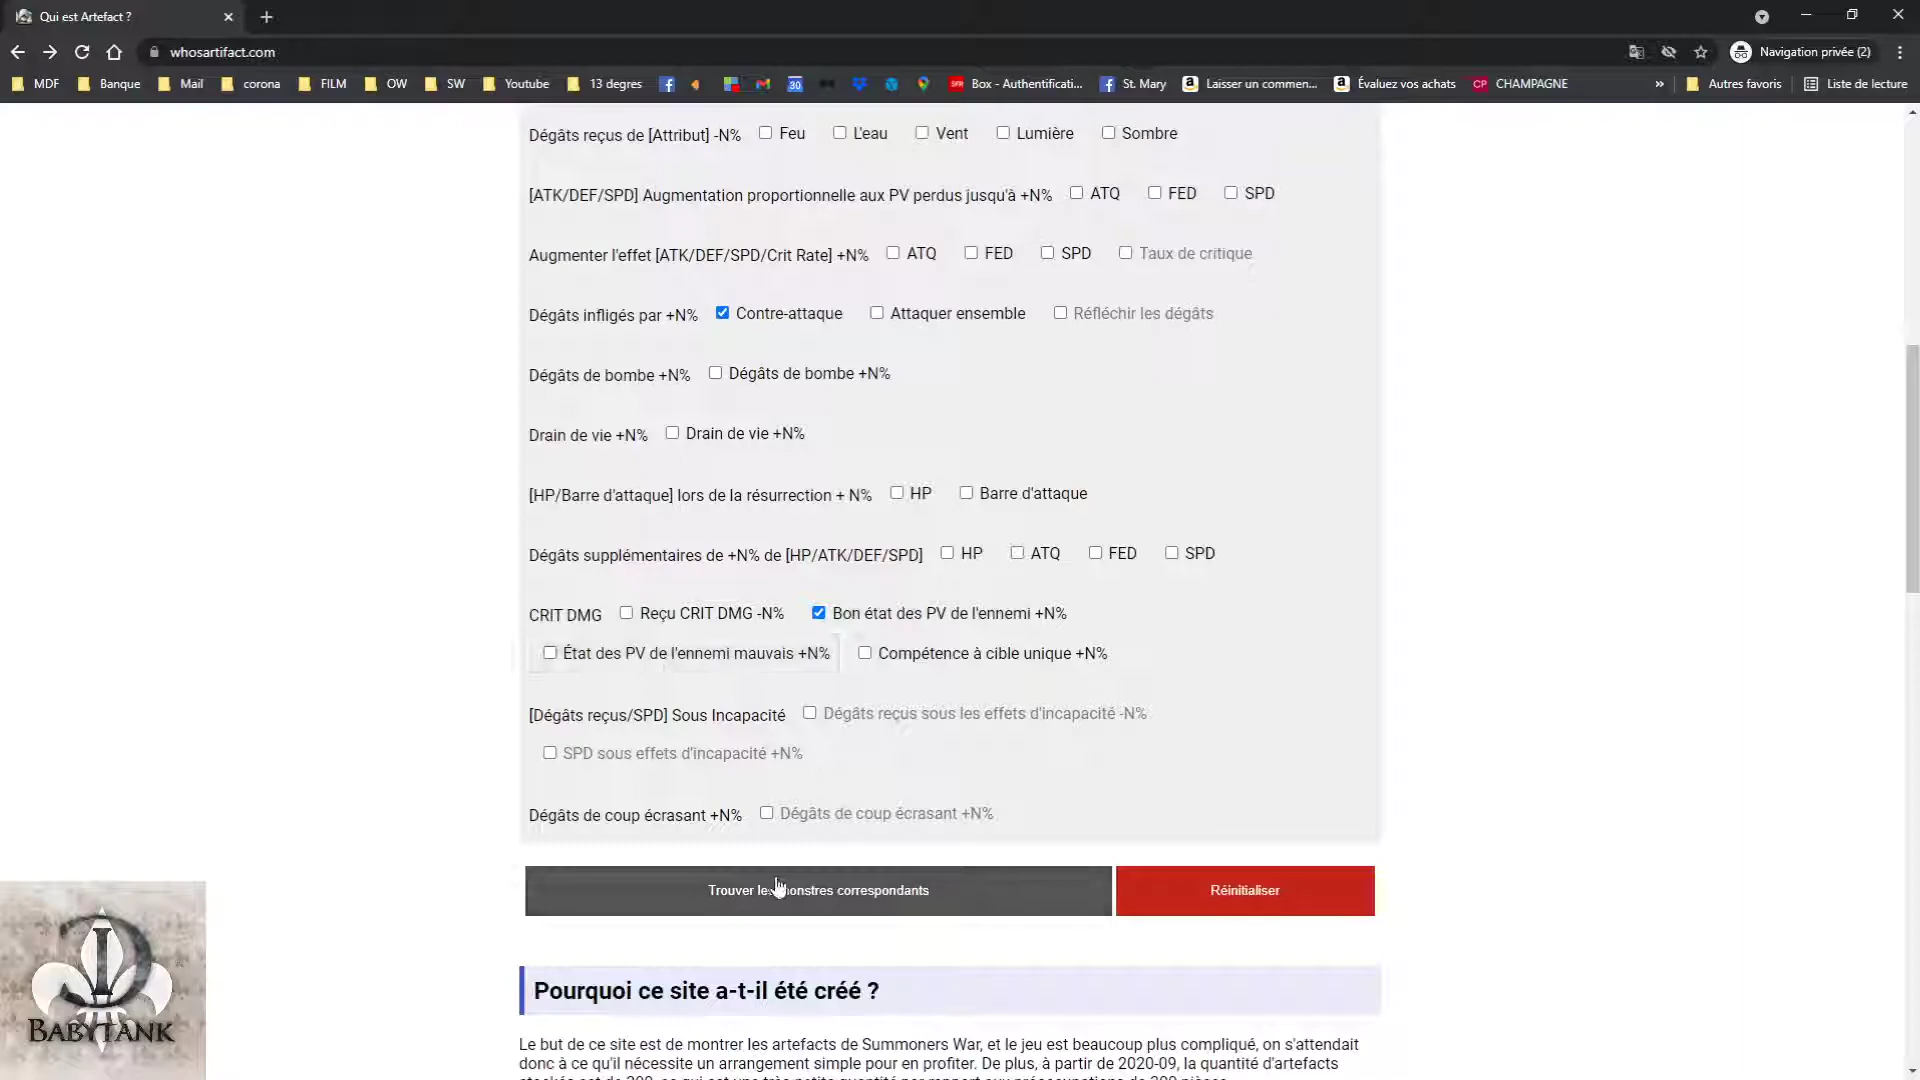 Qui est Artefact ?
whosartifact.com
Navigation privée (2)
MDF Banque Mail corona FILM OW SW Youtube 13 degres 30 SFR Box - Authentificati... St. Mary Laisser un commen... Évaluez vos achats CP CHAMPAGNE » Autres favoris Liste de lecture
Dégâts reçus de [Attribut] -N% Feu L'eau Vent Lumière Sombre
[ATK/DEF/SPD] Augmentation proportionnelle aux PV perdus jusqu'à +N% ATQ FED SPD
Augmenter l'effet [ATK/DEF/SPD/Crit Rate] +N% ATQ FED SPD Taux de critique
Dégâts infligés par +N% Contre-attaque Attaquer ensemble Réfléchir les dégâts
Dégâts de bombe +N% Dégâts de bombe +N%
Drain de vie +N% Drain de vie +N%
[HP/Barre d'attaque] lors de la résurrection + N% HP Barre d'attaque
Dégâts supplémentaires de +N% de [HP/ATK/DEF/SPD] HP ATQ FED SPD
CRIT DMG Reçu CRIT DMG -N% Bon état des PV de l'ennemi +N%
État des PV de l'ennemi mauvais +N% Compétence à cible unique +N%
[Dégâts reçus/SPD] Sous Incapacité Dégâts reçus sous les effets d'incapacité -N%
SPD sous effets d'incapacité +N%
Dégâts de coup écrasant +N% Dégâts de coup écrasant +N%
Trouver les monstres correspondants Réinitialiser
Pourquoi ce site a-t-il été créé ?
Le but de ce site est de montrer les artefacts de Summoners War, et le jeu est beaucoup plus compliqué, on s'attendait
donc à ce qu'il nécessite un arrangement simple pour en profiter. De plus, à partir de 2020-09, la quantité d'artefacts
BABYTANK